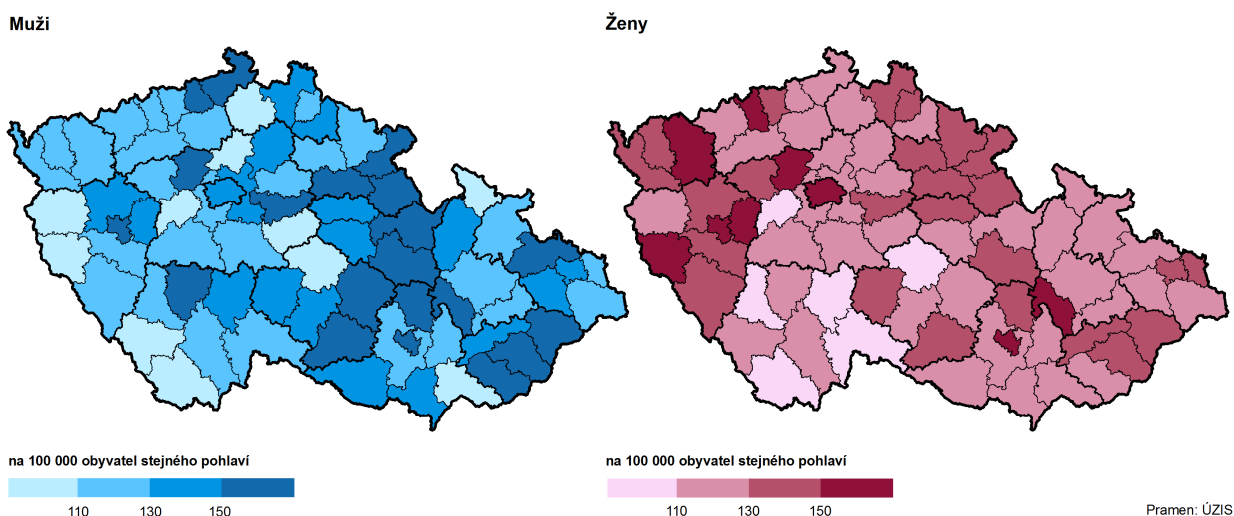 Muži
Ženy
na 100 000 obyvatel stejného pohlaví
110 130 150
na 100 000 obyvatel stejného pohlaví
110 130 150
Pramen: ÚZIS